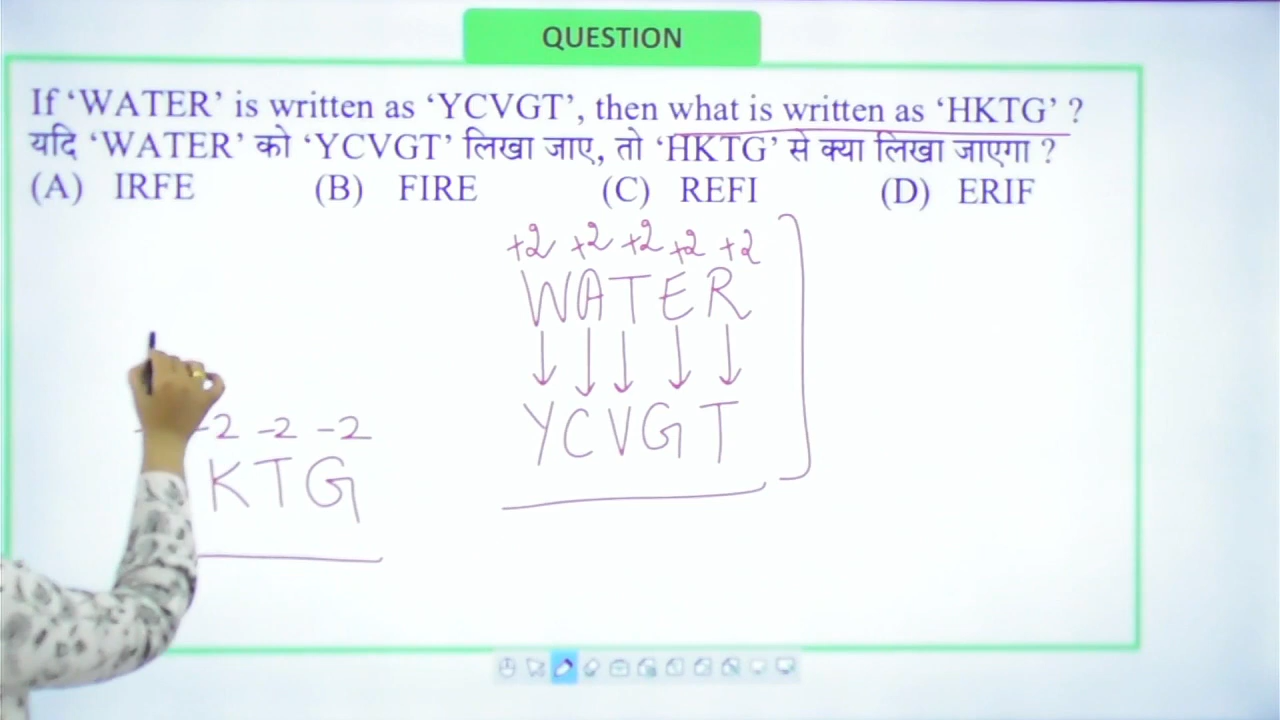 QUESTION
If ‘WATER’ is written as ‘YCVGT’, then what is written as ‘HKTG’ ?
यदि ‘WATER’ को ‘YCVGT’ लिखा जाए, तो ‘HKTG’ से क्या लिखा जाएगा ?
(A) IRFE (B) FIRE (C) REFI (D) ERIF
+2 +2 +2 +2 +2
WATER
YCVGT
-2 -2 -2
KTG